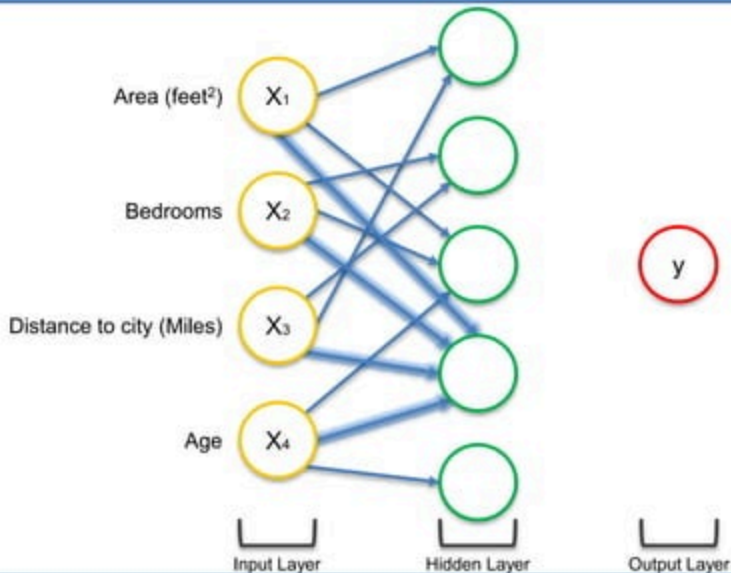 Area (feet²)
X₁
Bedrooms
X₂
Distance to city (Miles)
X₃
Age
X₄
y
Input Layer
Hidden Layer
Output Layer